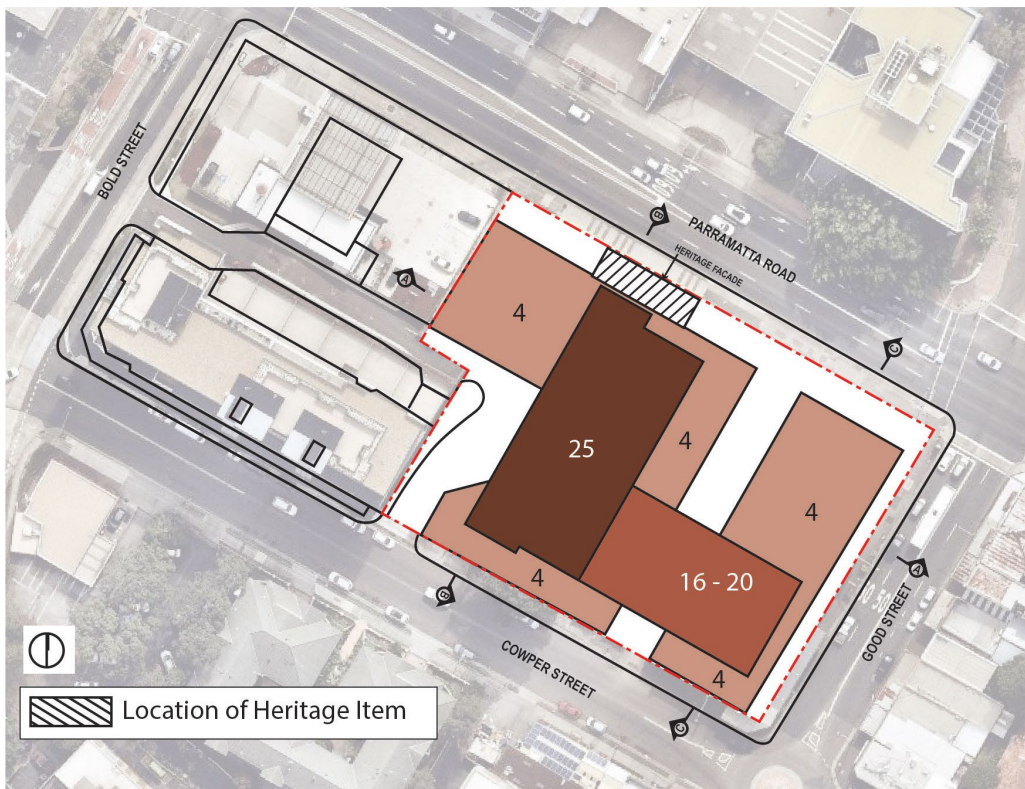 BOLD STREET
B
PARRAMATTA ROAD
HERITAGE FACADE
A
4
C
25
4
4
A
16 - 20
4
B
4
GOOD STREET
COWPER STREET
C
Location of Heritage Item